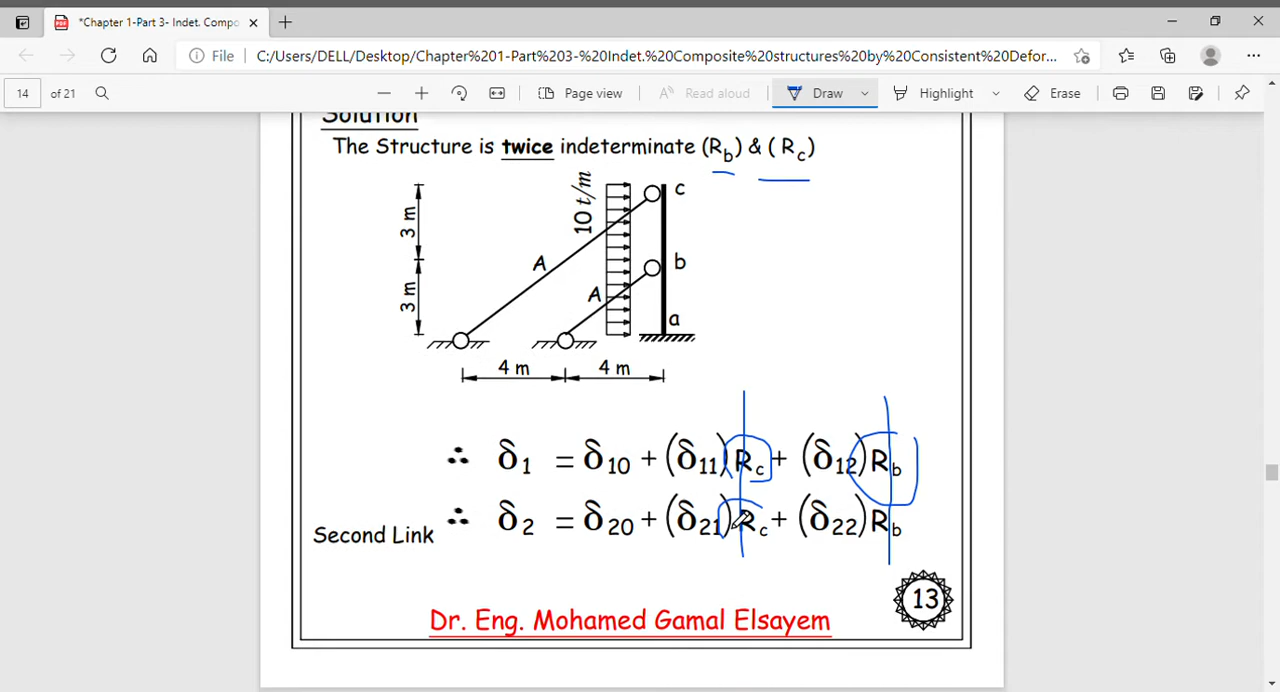 *Chapter 1-Part 3- Indet. Compo
File C:/Users/DELL/Desktop/Chapter%201-Part%203-%20Indet.%20Composite%20structures%20by%20Consistent%20Defor...
14 of 21 Page view Read aloud Draw Highlight Erase
Solution
The Structure is twice indeterminate (Rb) & ( Rc)
10 t/m
c
3 m
A
b
3 m
A
a
4 m 4 m
∴ δ1 = δ10 + (δ11)Rc + (δ12)Rb
Second Link ∴ δ2 = δ20 + (δ21)Rc + (δ22)Rb
Dr. Eng. Mohamed Gamal Elsayem
13